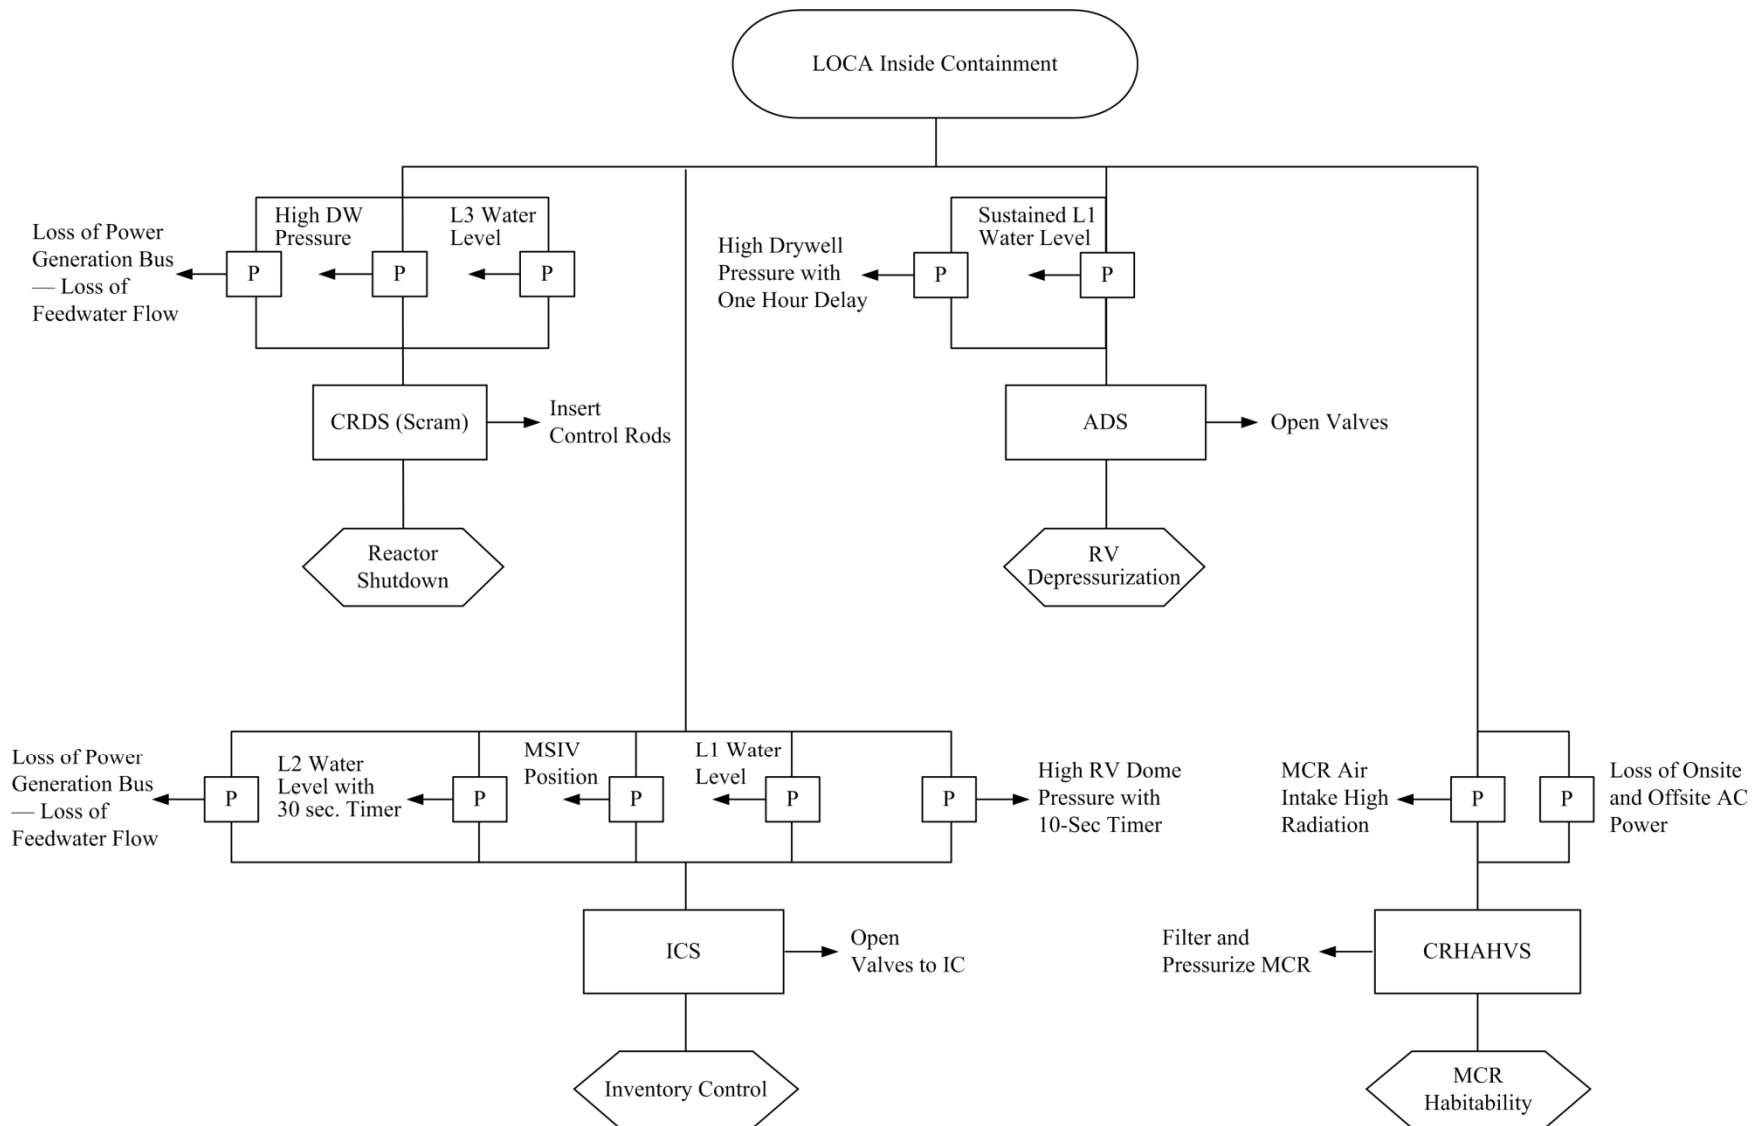 LOCA Inside Containment
Loss of Power
Generation Bus
— Loss of
Feedwater Flow
P
High DW
Pressure
P
L3 Water
Level
P
High Drywell
Pressure with
One Hour Delay
P
Sustained L1
Water Level
P
CRDS (Scram)
Insert
Control Rods
ADS
Open Valves
Reactor
Shutdown
RV
Depressurization
Loss of Power
Generation Bus
— Loss of
Feedwater Flow
P
L2 Water
Level with
30 sec. Timer
P
MSIV
Position
P
L1 Water
Level
P
P
High RV Dome
Pressure with
10-Sec Timer
MCR Air
Intake High
Radiation
P
P
Loss of Onsite
and Offsite AC
Power
ICS
Open
Valves to IC
Filter and
Pressurize MCR
CRHAHVS
Inventory Control
MCR
Habitability